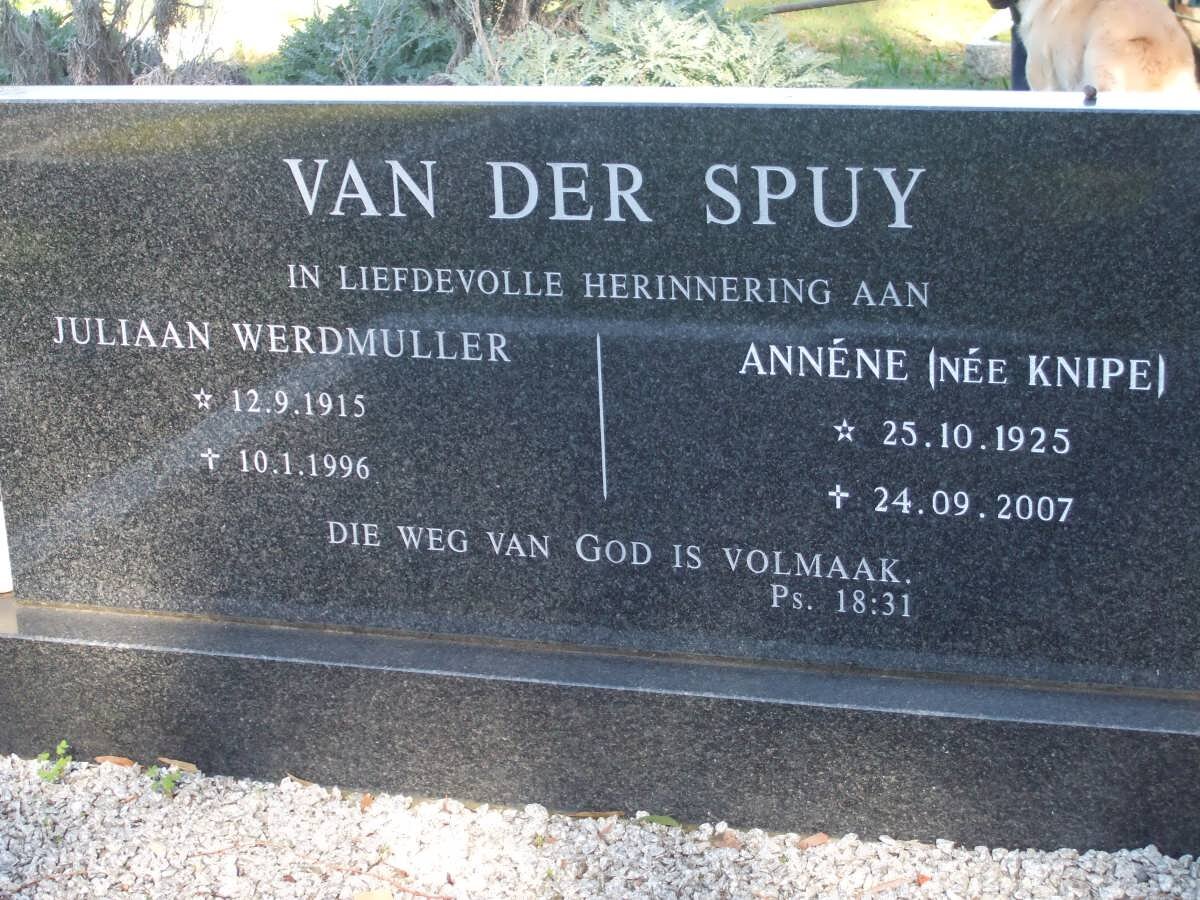 VAN DER SPUY
IN LIEFDEVOLLE HERINNERING AAN
JULIAAN WERDMULLER
☆ 12.9.1915
✝ 10.1.1996
ANNÉNE (NÉE KNIPE)
☆ 25.10.1925
✝ 24.09.2007
DIE WEG VAN GOD IS VOLMAAK.
Ps. 18:31